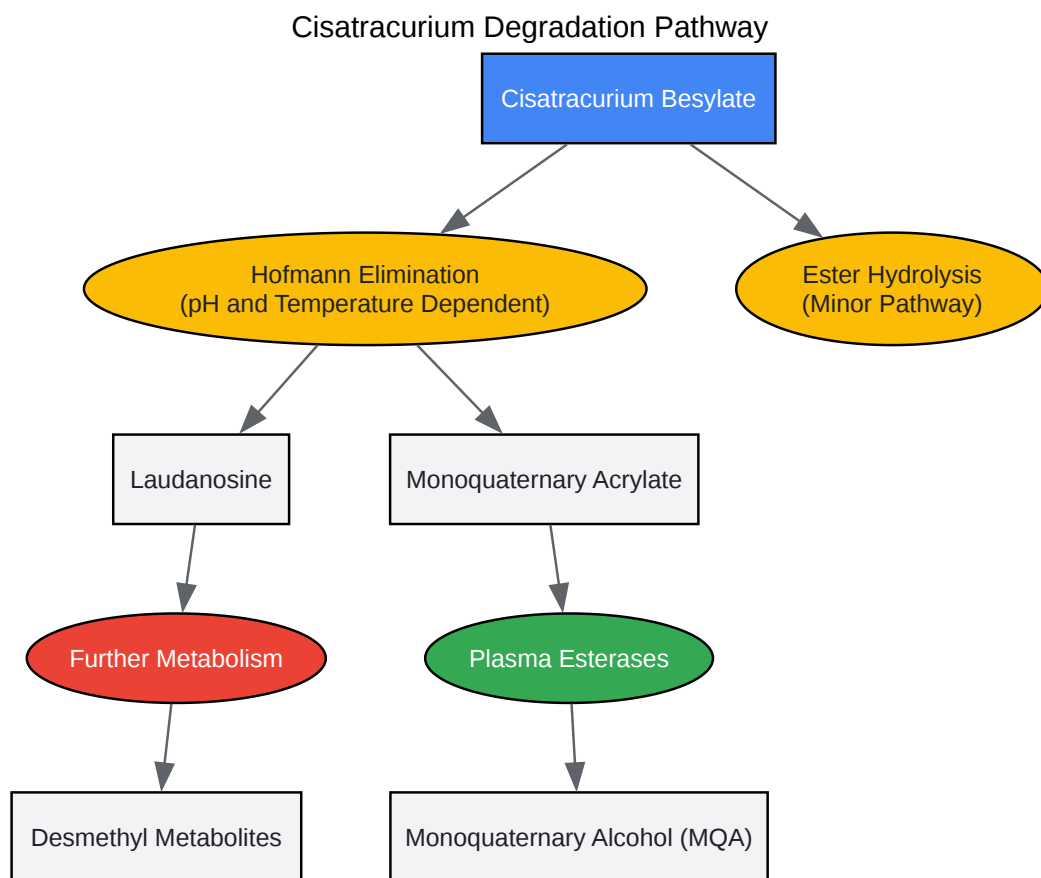 Cisatracurium Degradation Pathway
Cisatracurium Besylate
Hofmann Elimination
(pH and Temperature Dependent)
Ester Hydrolysis
(Minor Pathway)
Laudanosine
Monoquaternary Acrylate
Further Metabolism
Plasma Esterases
Desmethyl Metabolites
Monoquaternary Alcohol (MQA)